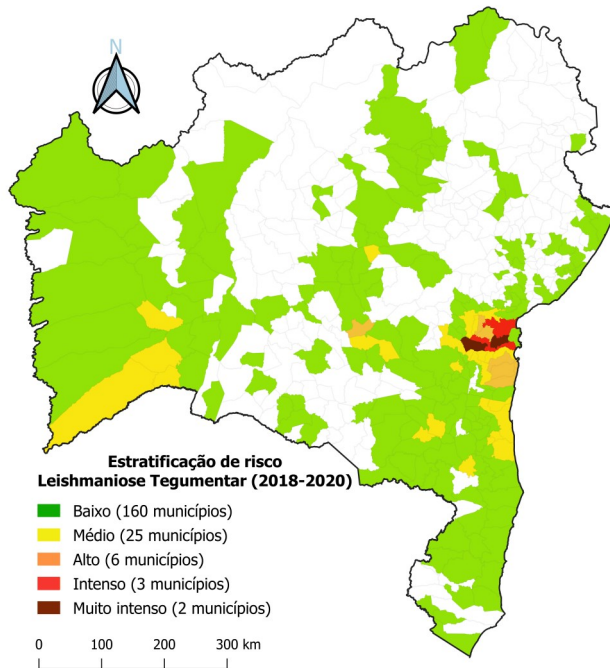 N
Estratificação de risco
Leishmaniose Tegumentar (2018-2020)
Baixo (160 municípios)
Médio (25 municípios)
Alto (6 municípios)
Intenso (3 municípios)
Muito intenso (2 municípios)
0 100 200 300 km